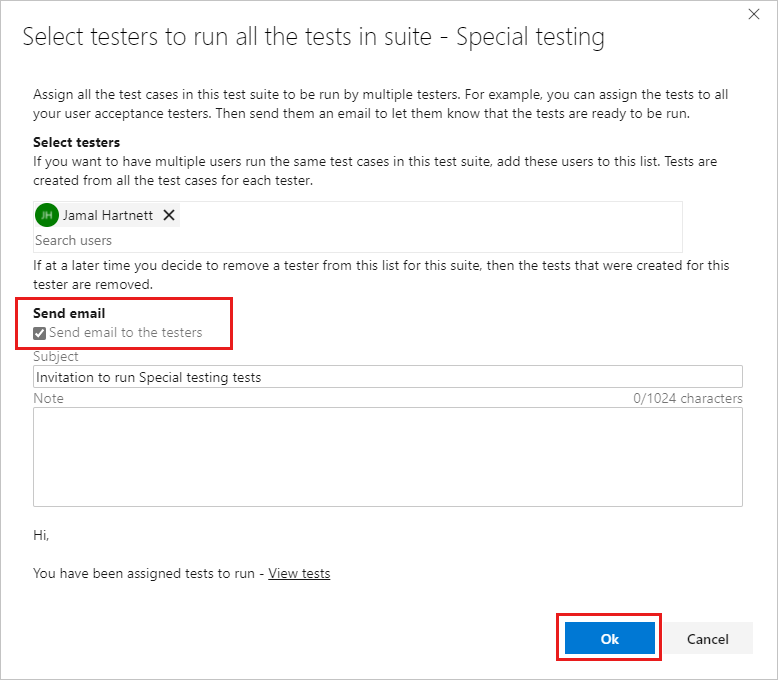 Select testers to run all the tests in suite - Special testing
Assign all the test cases in this test suite to be run by multiple testers. For example, you can assign the tests to all
your user acceptance testers. Then send them an email to let them know that the tests are ready to be run.
Select testers
If you want to have multiple users run the same test cases in this test suite, add these users to this list. Tests are
created from all the test cases for each tester.
JH Jamal Hartnett
Search users
If at a later time you decide to remove a tester from this list for this suite, then the tests that were created for this
tester are removed.
Send email
Send email to the testers
Subject
Invitation to run Special testing tests
Note 0/1024 characters
Hi,
You have been assigned tests to run - View tests
Ok Cancel